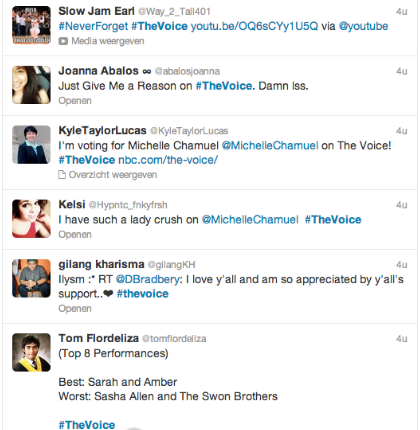 Slow Jam Earl @Way_2_Tall401 4u
#NeverForget #TheVoice youtu.be/OQ6sCYy1U5Q via @youtube
Media weergeven
Joanna Abalos ∞ @abalosjoanna 4u
Just Give Me a Reason on #TheVoice. Damn Iss.
Openen
KyleTaylorLucas @KyleTaylorLucas 4u
I'm voting for Michelle Chamuel @MichelleChamuel on The Voice!
#TheVoice nbc.com/the-voice/
Overzicht weergeven
Kelsi @Hypntc_fnkyfrsh 4u
I have such a lady crush on @MichelleChamuel #TheVoice
Openen
gilang kharisma @gilangKH 4u
Ilysm :* RT @DBradbery: I love y'all and am so appreciated by y'all's
support..❤ #thevoice
Openen
Tom Flordeliza @tomflordeliza 4u
(Top 8 Performances)
Best: Sarah and Amber
Worst: Sasha Allen and The Swon Brothers
#TheVoice